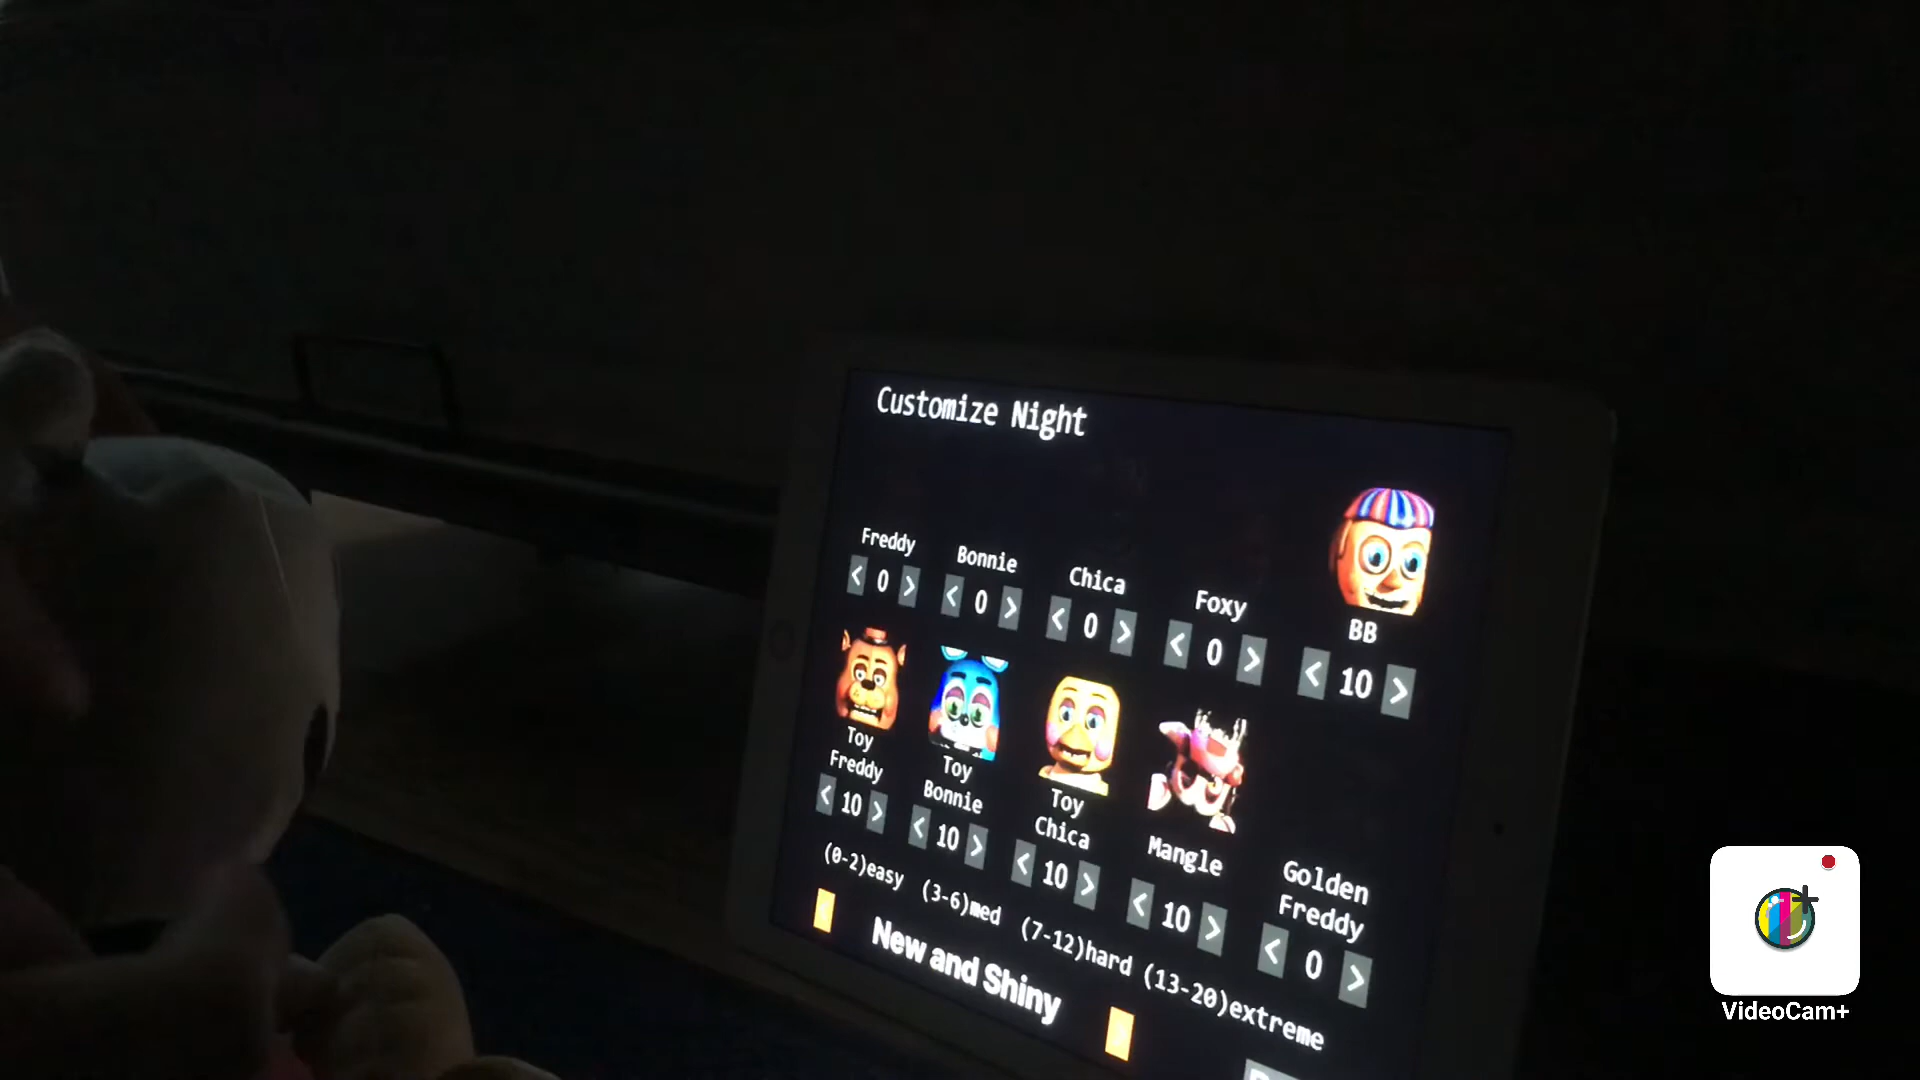 Customize Night
Freddy
< 0 >
Bonnie
< 0 >
Chica
< 0 >
Foxy
< 0 >
BB
< 10 >
Toy
Freddy
< 10 >
Toy
Bonnie
< 10 >
Toy
Chica
< 10 >
Mangle
< 10 >
Golden
Freddy
< 0 >
(0-2)easy (3-6)med (7-12)hard (13-20)extreme
New and Shiny
VideoCam+